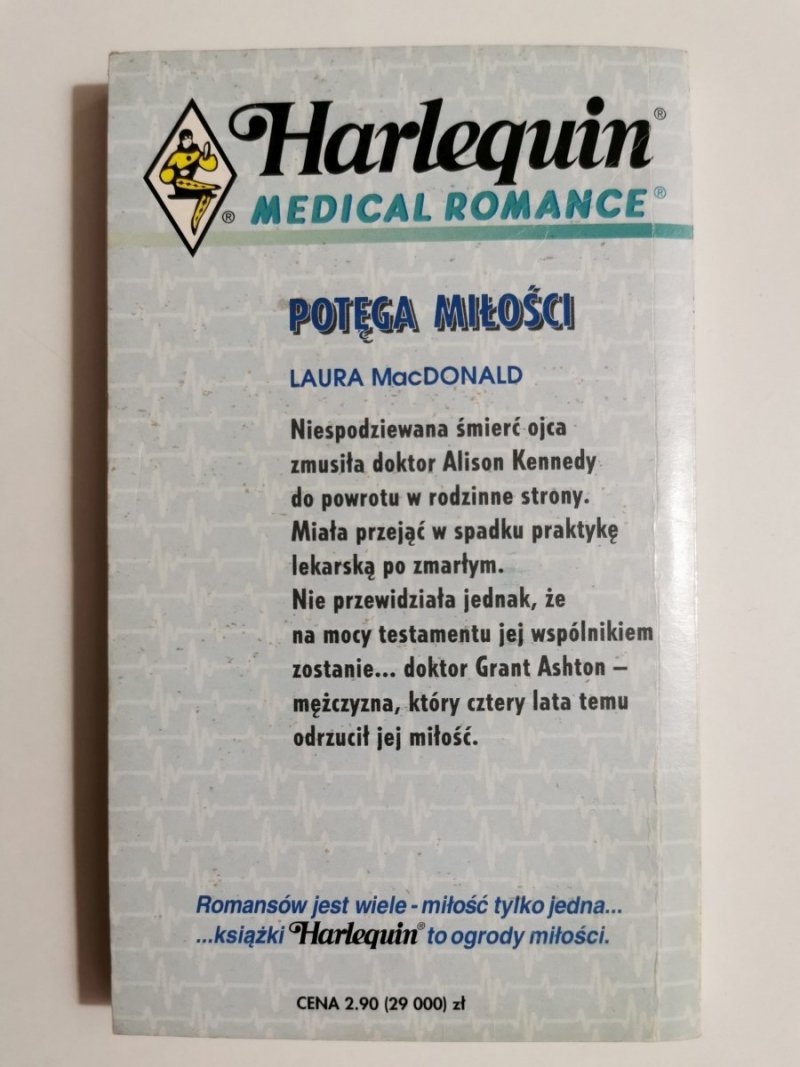 Harlequin®
® MEDICAL ROMANCE®
POTĘGA MIŁOŚCI
LAURA MacDONALD
Niespodziewana śmierć ojca
zmusiła doktor Alison Kennedy
do powrotu w rodzinne strony.
Miała przejąć w spadku praktykę
lekarską po zmarłym.
Nie przewidziała jednak, że
na mocy testamentu jej wspólnikiem
zostanie... doktor Grant Ashton –
mężczyzna, który cztery lata temu
odrzucił jej miłość.
Romansów jest wiele - miłość tylko jedna...
...książki Harlequin® to ogrody miłości.
CENA 2.90 (29 000) zł